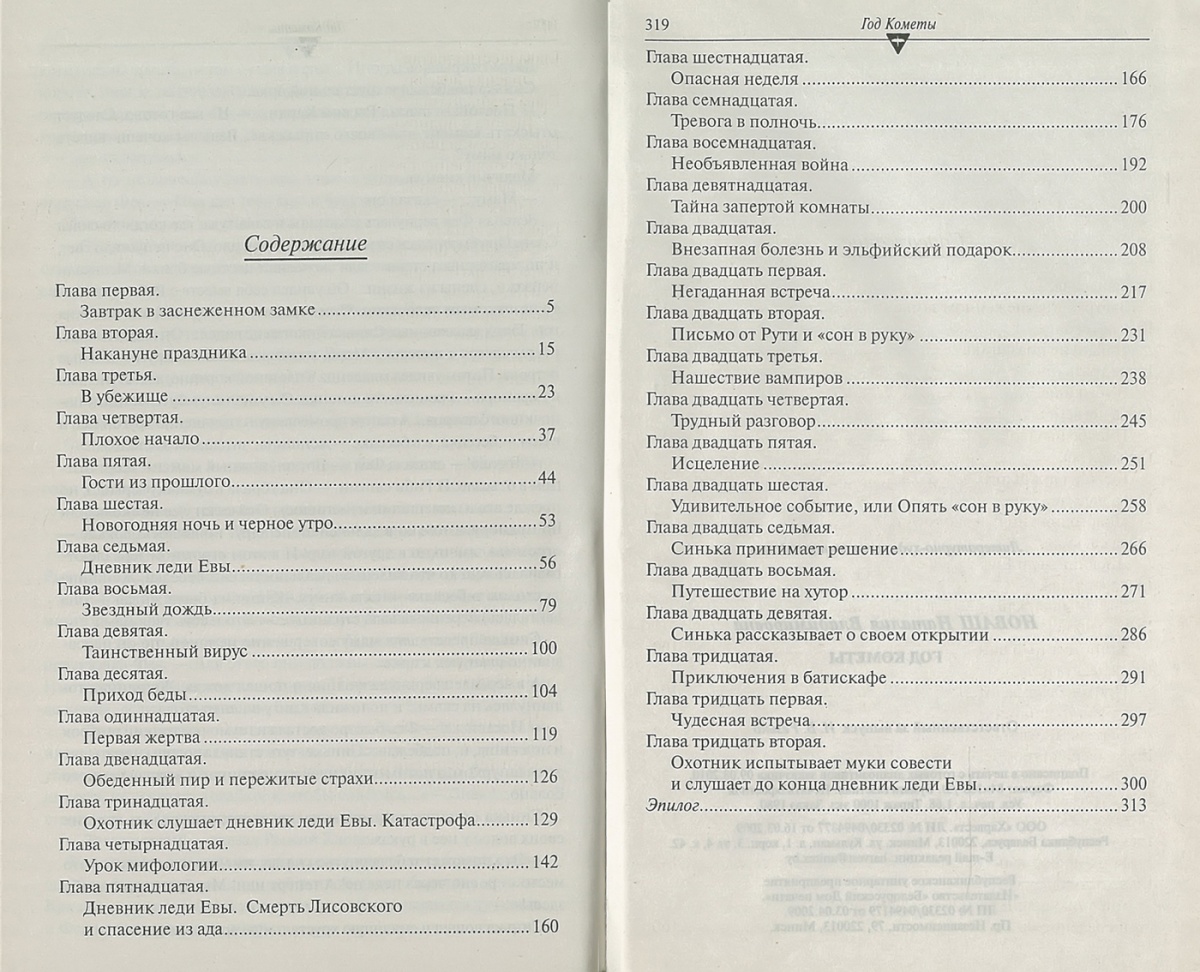 Содержание
Глава первая.
Завтрак в заснеженном замке 5
Глава вторая.
Накануне праздника 15
Глава третья.
В убежище 23
Глава четвертая.
Плохое начало 37
Глава пятая.
Гости из прошлого 44
Глава шестая.
Новогодняя ночь и черное утро 53
Глава седьмая.
Дневник леди Евы 56
Глава восьмая.
Звездный дождь 79
Глава девятая.
Таинственный вирус 100
Глава десятая.
Приход беды 104
Глава одиннадцатая.
Первая жертва 119
Глава двенадцатая.
Обеденный пир и пережитые страхи 126
Глава тринадцатая.
Охотник слушает дневник леди Евы. Катастрофа 129
Глава четырнадцатая.
Урок мифологии 142
Глава пятнадцатая.
Дневник леди Евы. Смерть Лисовского
и спасение из ада 160
319 Год Кометы
Глава шестнадцатая.
Опасная неделя 166
Глава семнадцатая.
Тревога в полночь 176
Глава восемнадцатая.
Необъявленная война 192
Глава девятнадцатая.
Тайна запертой комнаты 200
Глава двадцатая.
Внезапная болезнь и эльфийский подарок 208
Глава двадцать первая.
Негаданная встреча 217
Глава двадцать вторая.
Письмо от Рути и «сон в руку» 231
Глава двадцать третья.
Нашествие вампиров 238
Глава двадцать четвертая.
Трудный разговор 245
Глава двадцать пятая.
Исцеление 251
Глава двадцать шестая.
Удивительное событие, или Опять «сон в руку» 258
Глава двадцать седьмая.
Синька принимает решение 266
Глава двадцать восьмая.
Путешествие на хутор 271
Глава двадцать девятая.
Синька рассказывает о своем открытии 286
Глава тридцатая.
Приключения в батискафе 291
Глава тридцать первая.
Чудесная встреча 297
Глава тридцать вторая.
Охотник испытывает муки совести
и слушает до конца дневник леди Евы 300
Эпилог 313